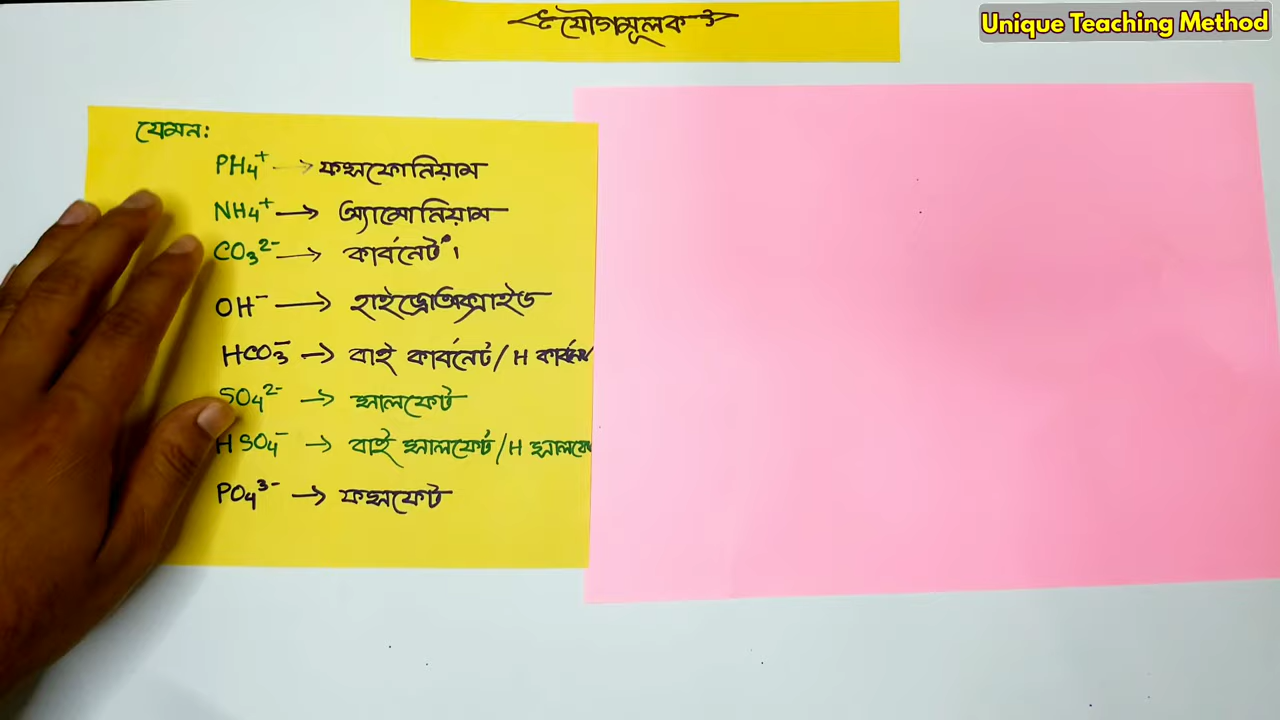 যৌগমূলক
Unique Teaching Method
যেমন:
PH₄⁺ → ফসফোনিয়াম
NH₄⁺ → অ্যামোনিয়াম
CO₃²⁻ → কার্বনেট।
OH⁻ → হাইড্রোঅক্সাইড
HCO₃⁻ → বাই কার্বনেট/H
SO₄²⁻ → সালফেট
HSO₄⁻ → বাই সালফেট/H
PO₄³⁻ → ফসফেট